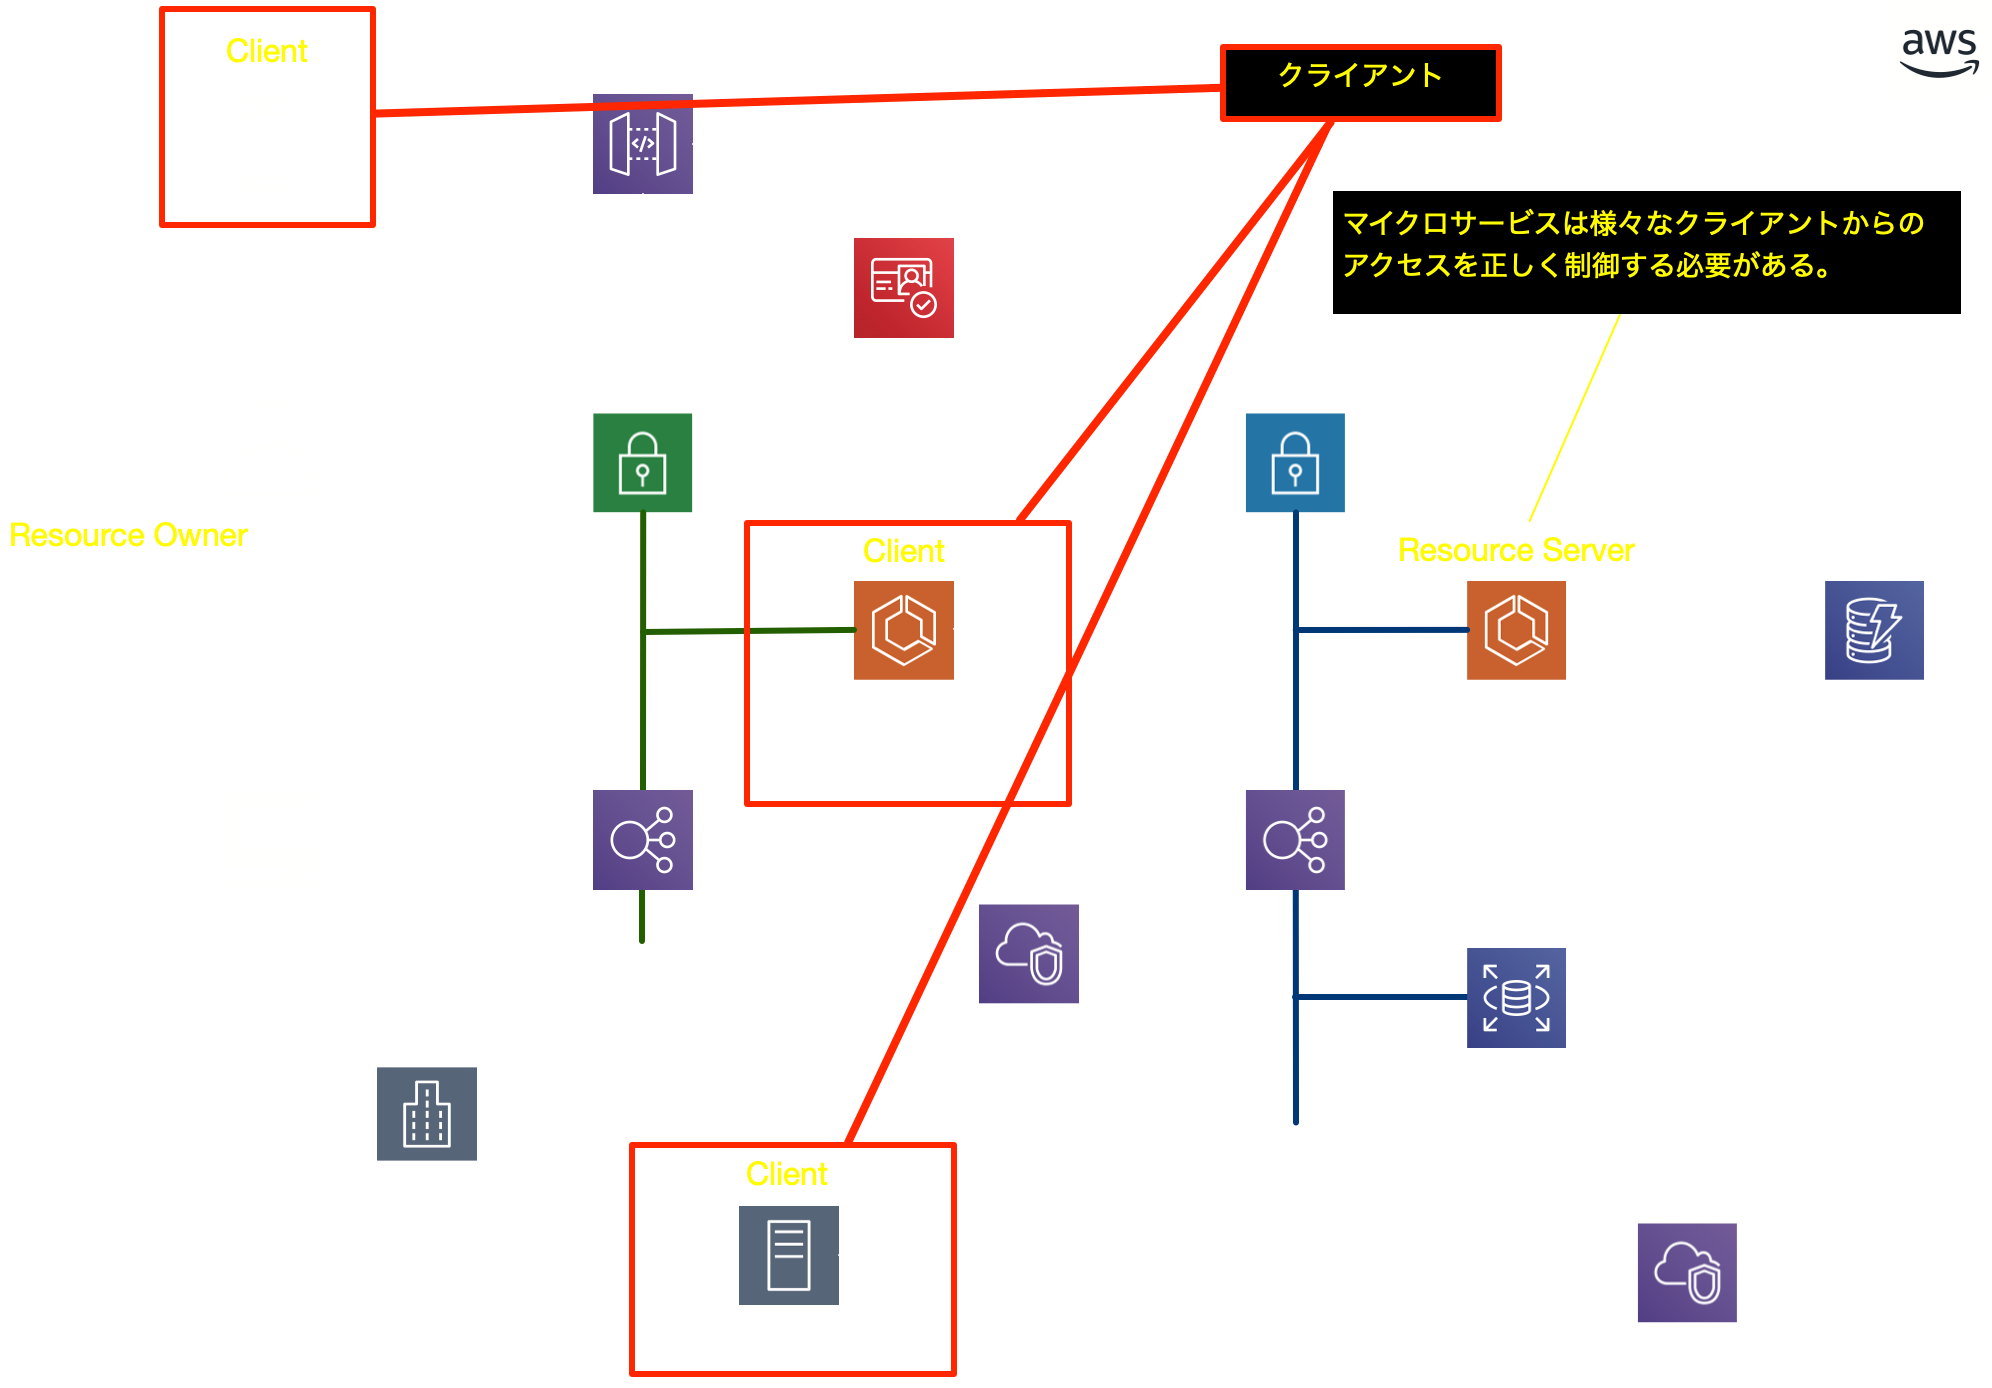 Client
クライアント
aws
マイクロサービスは様々なクライアントからの
アクセスを正しく制御する必要がある。
Resource Owner
Client
Resource Server
Client